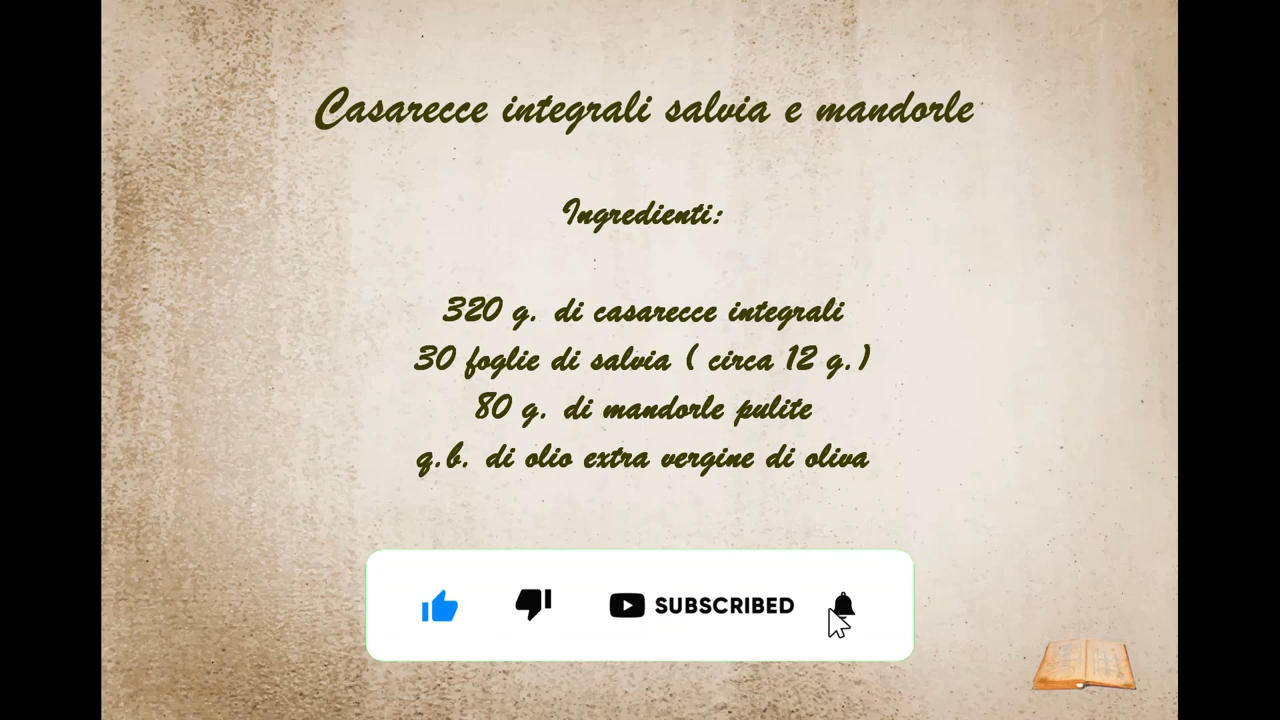 Casarecce integrali salvia e mandorle
Ingredienti:
320 g. di casarecce integrali
30 foglie di salvia ( circa 12 g.)
80 g. di mandorle pulite
q.b. di olio extra vergine di oliva
SUBSCRIBED